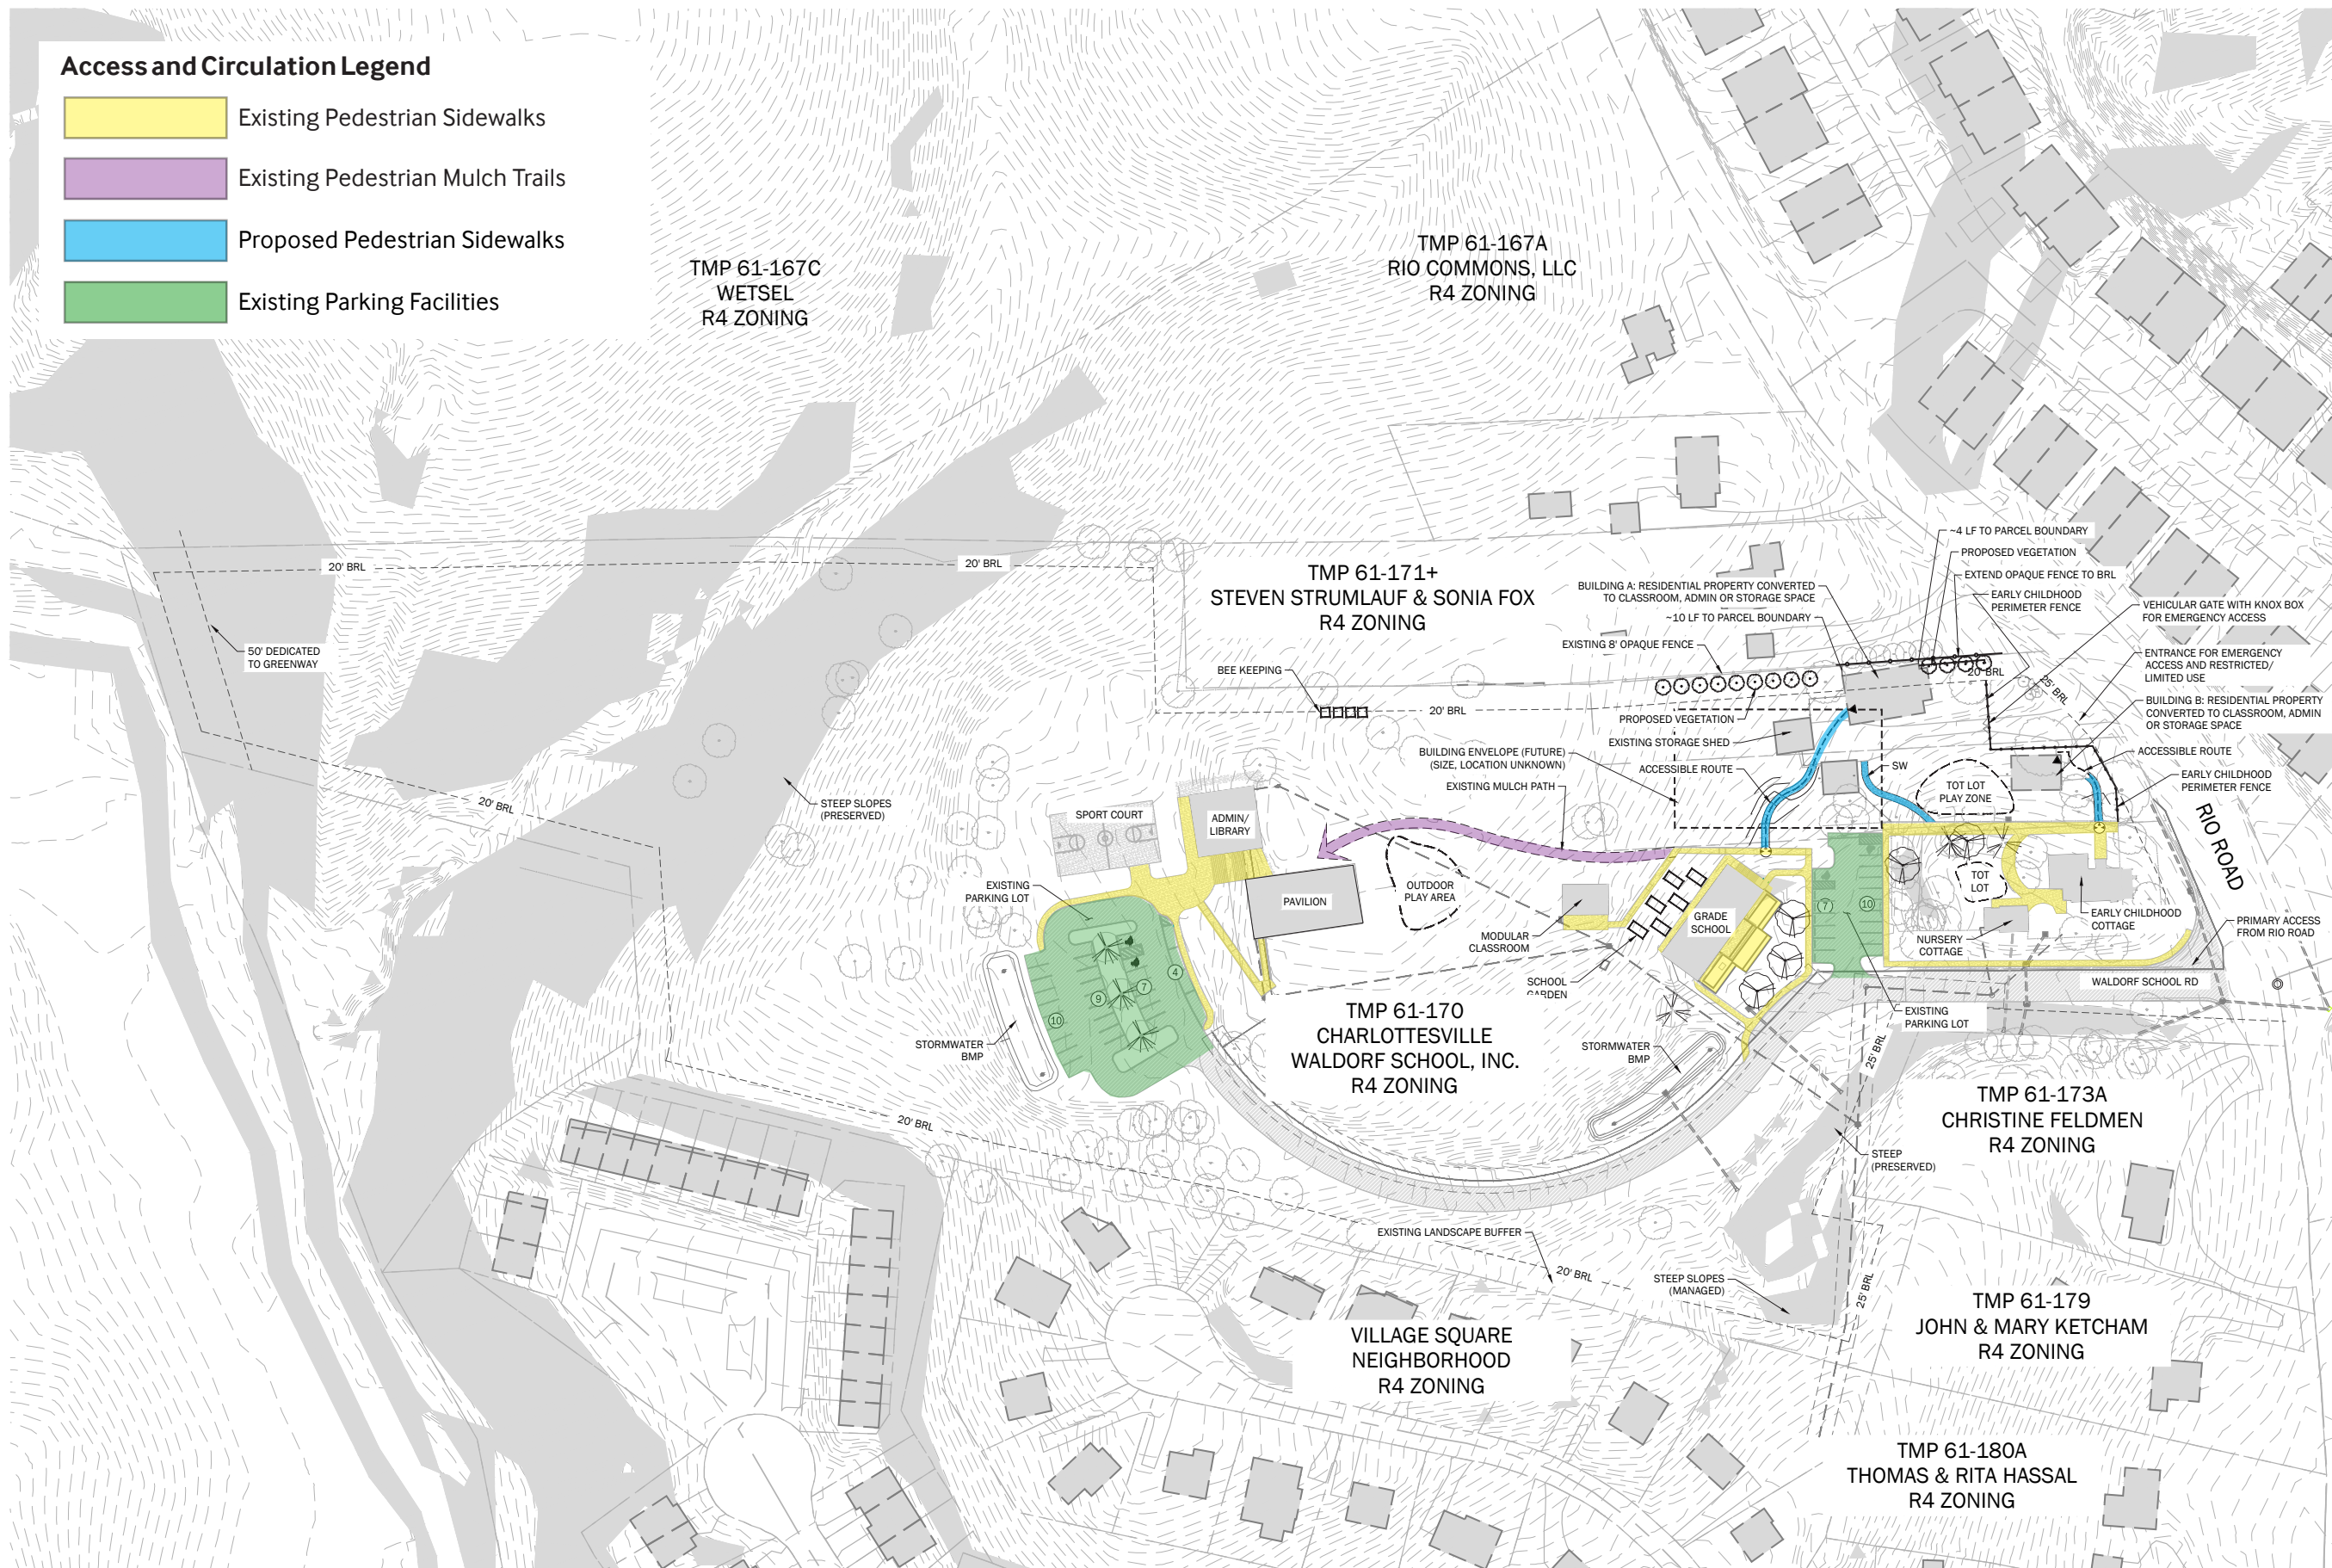 Access and Circulation Legend
Existing Pedestrian Sidewalks
Existing Pedestrian Mulch Trails
Proposed Pedestrian Sidewalks
Existing Parking Facilities
TMP 61-167C
WETSEL
R4 ZONING
TMP 61-167A
RIO COMMONS, LLC
R4 ZONING
TMP 61-171+
STEVEN STRUMLAUF & SONIA FOX
R4 ZONING
20' BRL
20' BRL
50' DEDICATED
TO GREENWAY
20' BRL
STEEP SLOPES
(PRESERVED)
BEE KEEPING
20' BRL
~4 LF TO PARCEL BOUNDARY
PROPOSED VEGETATION
EXTEND OPAQUE FENCE TO BRL
EARLY CHILDHOOD
PERIMETER FENCE
BUILDING A: RESIDENTIAL PROPERTY CONVERTED
TO CLASSROOM, ADMIN OR STORAGE SPACE
~10 LF TO PARCEL BOUNDARY
EXISTING 8' OPAQUE FENCE
VEHICULAR GATE WITH KNOX BOX
FOR EMERGENCY ACCESS
ENTRANCE FOR EMERGENCY
ACCESS AND RESTRICTED/
LIMITED USE
20' BRL
25' BRL
BUILDING B: RESIDENTIAL PROPERTY
CONVERTED TO CLASSROOM, ADMIN
OR STORAGE SPACE
PROPOSED VEGETATION
EXISTING STORAGE SHED
BUILDING ENVELOPE (FUTURE)
(SIZE, LOCATION UNKNOWN)
ACCESSIBLE ROUTE
EXISTING MULCH PATH
SW
ACCESSIBLE ROUTE
EARLY CHILDHOOD
PERIMETER FENCE
TOT LOT
PLAY ZONE
RIO ROAD
SPORT COURT
ADMIN/
LIBRARY
EXISTING
PARKING LOT
PAVILION
OUTDOOR
PLAY AREA
MODULAR
CLASSROOM
SCHOOL
GARDEN
GRADE
SCHOOL
7
10
TOT
LOT
NURSERY
COTTAGE
EARLY CHILDHOOD
COTTAGE
PRIMARY ACCESS
FROM RIO ROAD
WALDORF SCHOOL RD
EXISTING
PARKING LOT
4
7
9
10
STORMWATER
BMP
TMP 61-170
CHARLOTTESVILLE
WALDORF SCHOOL, INC.
R4 ZONING
STORMWATER
BMP
25' BRL
TMP 61-173A
CHRISTINE FELDMEN
R4 ZONING
STEEP
(PRESERVED)
20' BRL
EXISTING LANDSCAPE BUFFER
20' BRL
STEEP SLOPES
(MANAGED)
25' BRL
TMP 61-179
JOHN & MARY KETCHAM
R4 ZONING
VILLAGE SQUARE
NEIGHBORHOOD
R4 ZONING
TMP 61-180A
THOMAS & RITA HASSAL
R4 ZONING